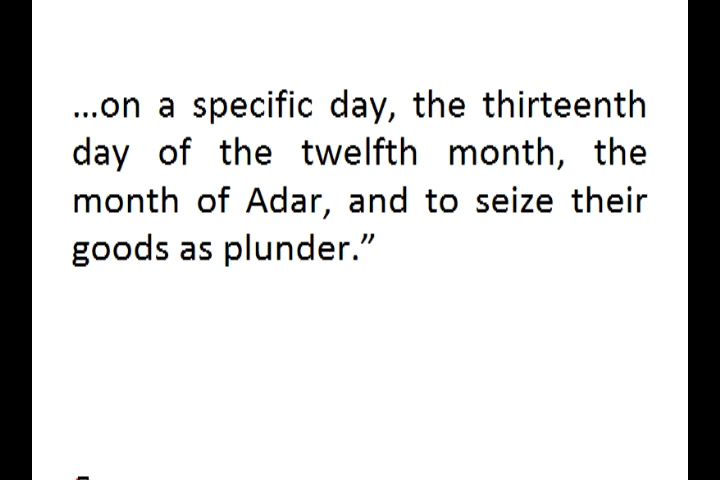 …on a specific day, the thirteenth
day of the twelfth month, the
month of Adar, and to seize their
goods as plunder.”